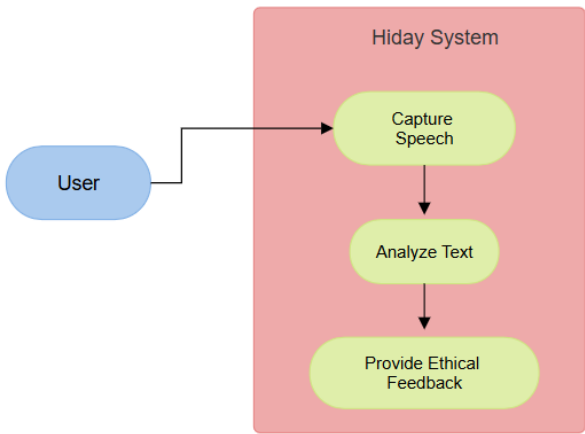 Hiday System
Capture
Speech
User
Analyze Text
Provide Ethical
Feedback